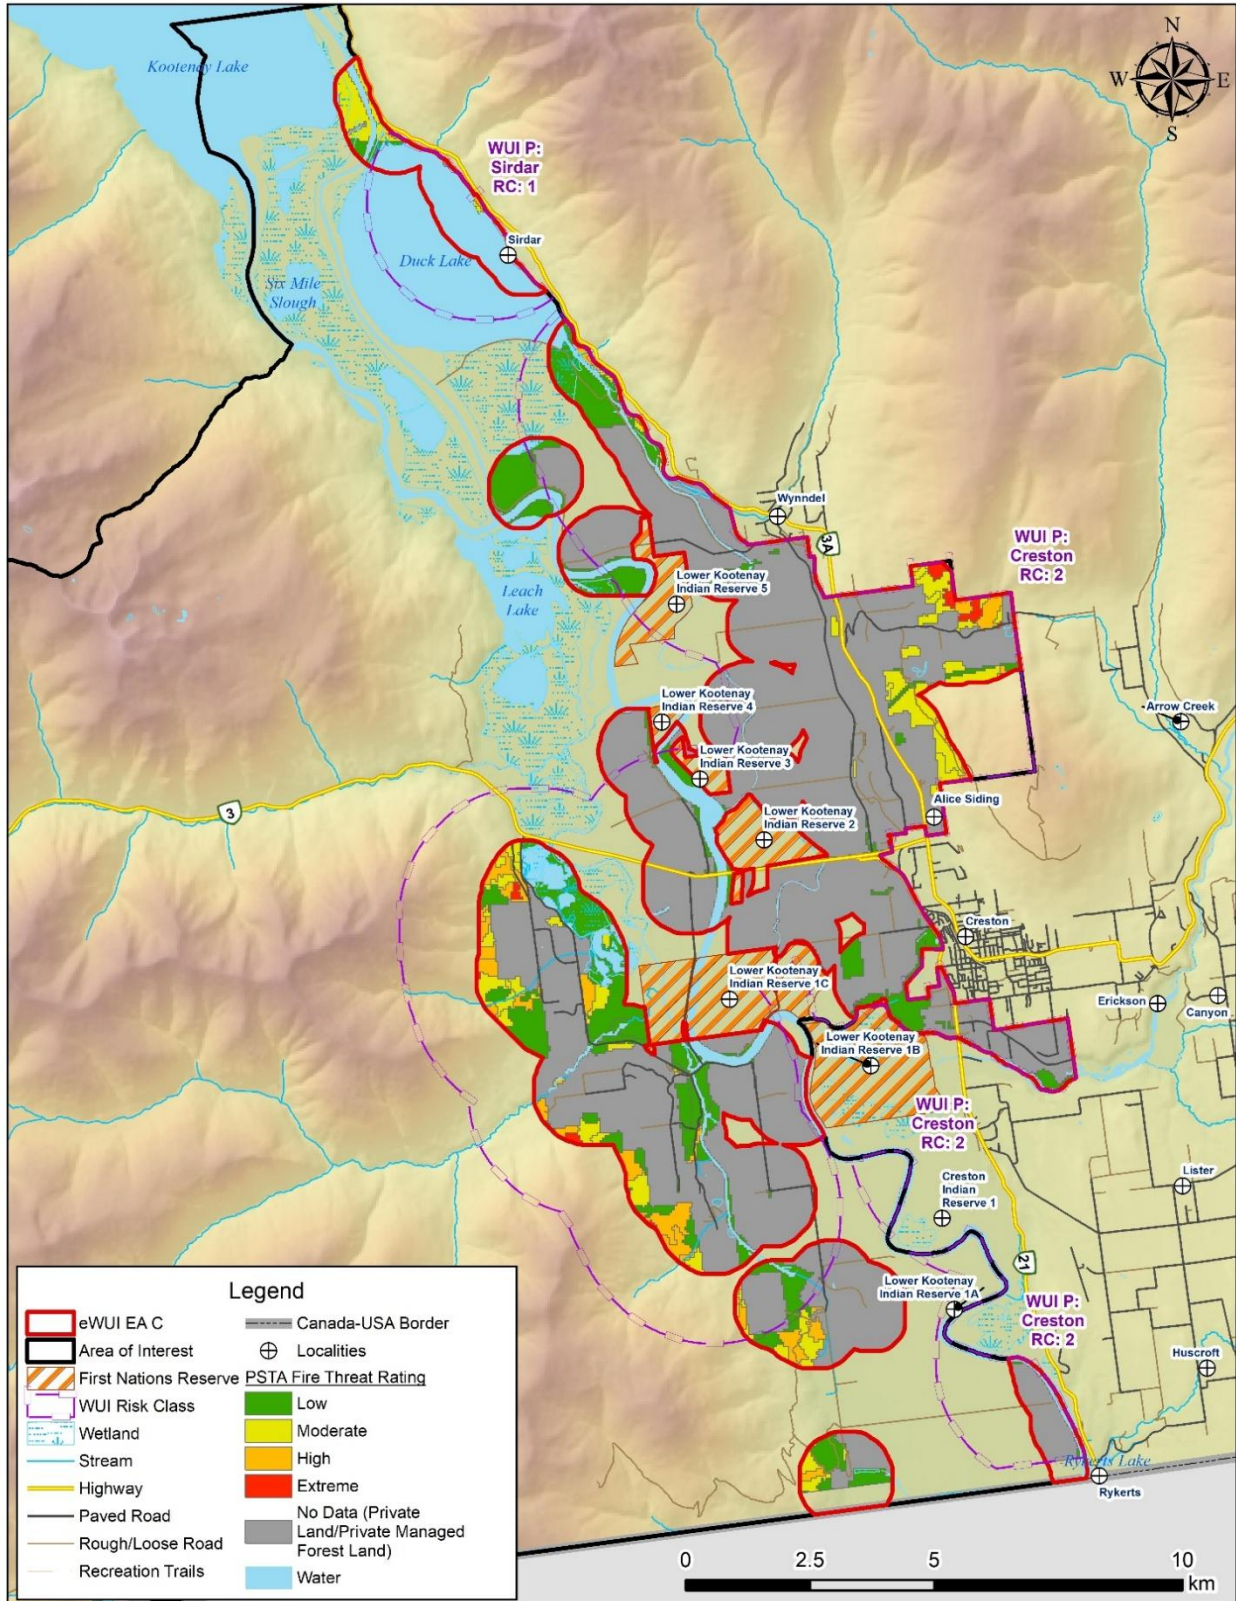 N
W
E
S
Kootenay Lake
WUI P:
Sirdar
RC: 1
Sirdar
Duck Lake
Six Mile
Slough
Wynndel
3A
WUI P:
Creston
RC: 2
Lower Kootenay
Indian Reserve 5
Leach
Lake
Lower Kootenay
Indian Reserve 4
Arrow Creek
Lower Kootenay
Indian Reserve 3
3
Lower Kootenay
Indian Reserve 2
Alice Siding
Creston
Lower Kootenay
Indian Reserve 1C
Erickson
Canyon
Lower Kootenay
Indian Reserve 1B
WUI P:
Creston
RC: 2
Creston
Indian
Reserve 1
Lister
21
Lower Kootenay
Indian Reserve 1A
WUI P:
Creston
RC: 2
Huscroft
Rykerts Lake
Rykerts
Legend
eWUI EA C
Area of Interest
First Nations Reserve
WUI Risk Class
Wetland
Stream
Highway
Paved Road
Rough/Loose Road
Recreation Trails
Canada-USA Border
Localities
PSTA Fire Threat Rating
Low
Moderate
High
Extreme
No Data (Private
Land/Private Managed
Forest Land)
Water
0 2.5 5 10
km